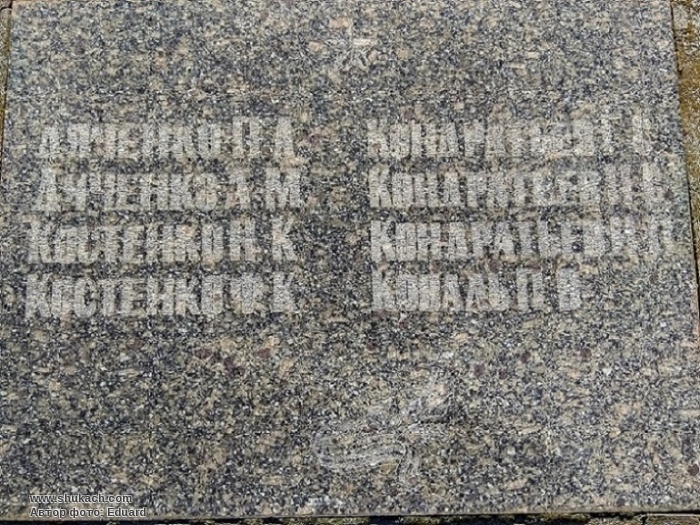 ДЯЧЕНКО П. А.
ДЯЧЕНКО Х. М.
КОСТЕНКО Н. К.
КОСТЕНКО Ф. К.
КОНДРАТЬЕВ
КОНДРАТЬЕВ
КОНДРАТЬЕВ
КОВАЛЬ П. В.
www.shukach.com
Автор фото: Eduard